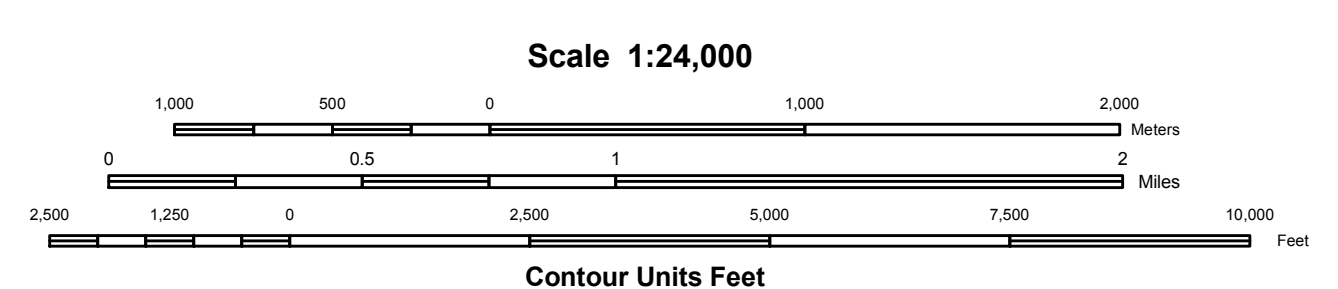 Scale 1:24,000
1,000 500 0 1,000 2,000
Meters
0 0.5 1 2
Miles
2,500 1,250 0 2,500 5,000 7,500 10,000
Feet
Contour Units Feet